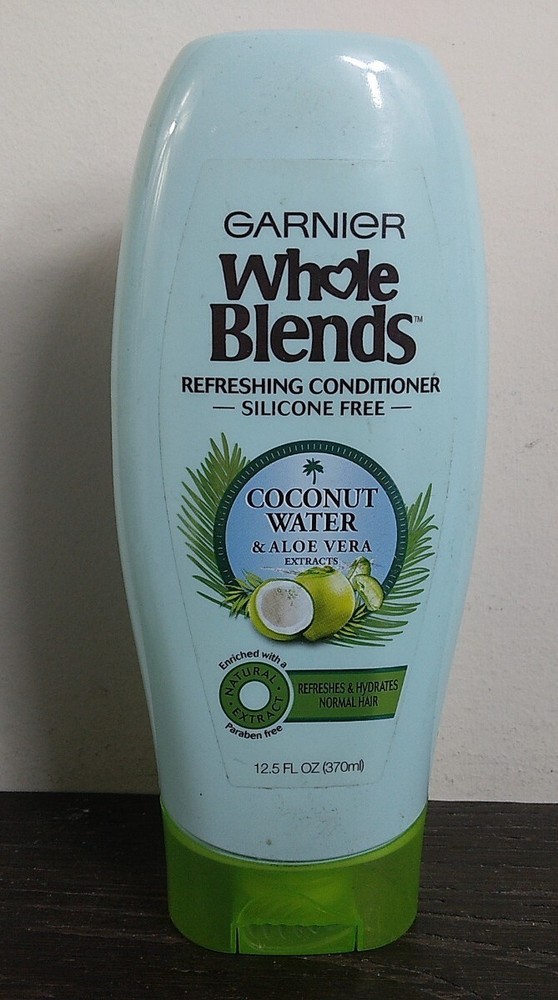 GARNIER
Whole
Blends™
REFRESHING CONDITIONER
— SILICONE FREE —
COCONUT
WATER
& ALOE VERA
EXTRACTS
Enriched with a
NATURAL
EXTRACT
Paraben free
REFRESHES & HYDRATES
NORMAL HAIR
12.5 FL OZ (370ml)